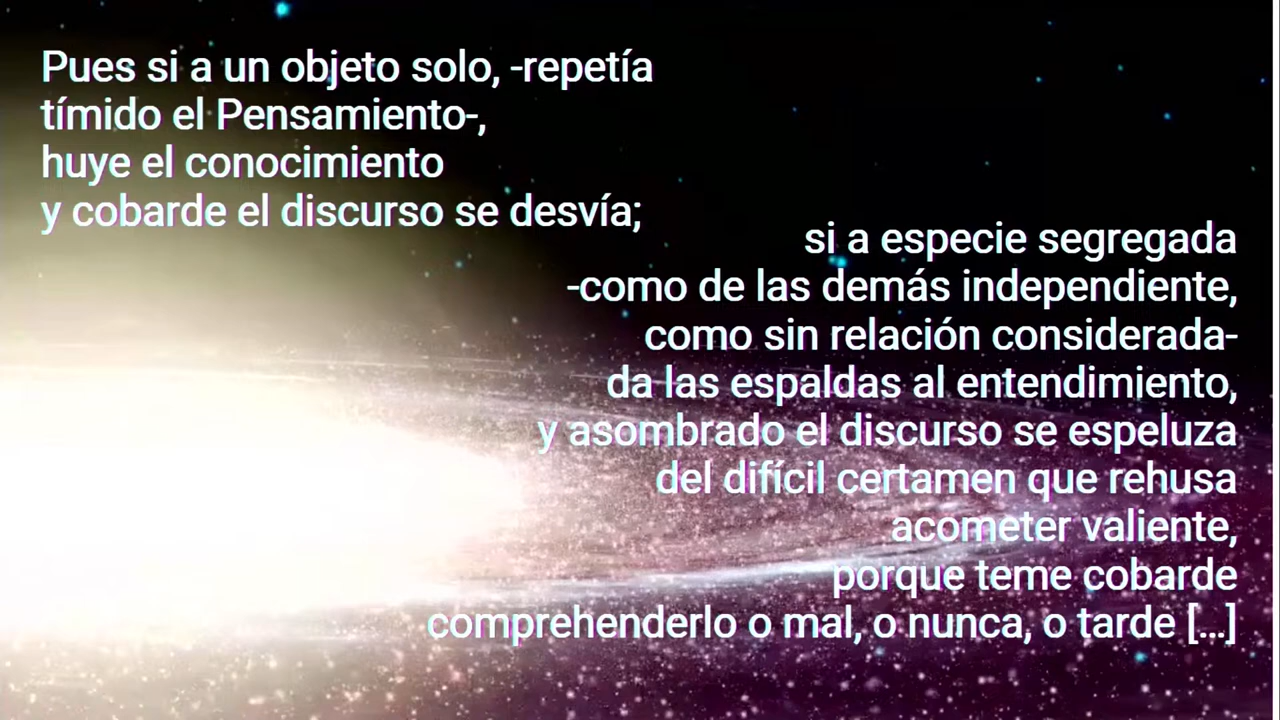 Pues si a un objeto solo, -repetía
tímido el Pensamiento-,
huye el conocimiento
y cobarde el discurso se desvía;
si a especie segregada
-como de las demás independiente,
como sin relación considerada-
da las espaldas al entendimiento,
y asombrado el discurso se espeluza
del difícil certamen que rehusa
acometer valiente,
porque teme cobarde
comprehenderlo o mal, o nunca, o tarde [...]